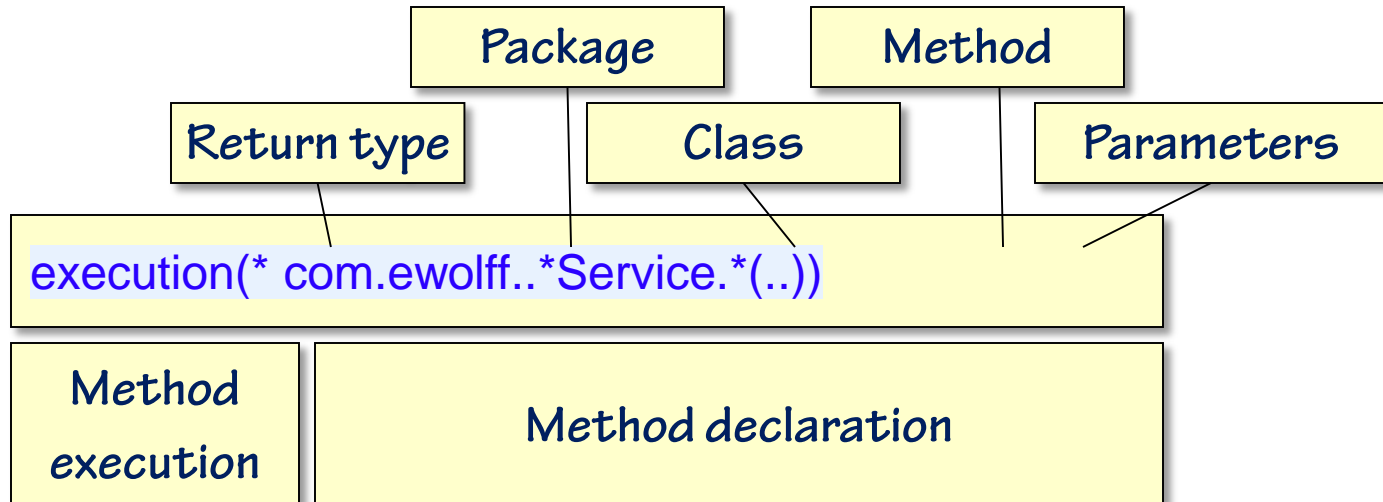 Package
Method
Return type
Class
Parameters
execution(* com.ewolff..*Service.*(..))
Method
execution
Method declaration